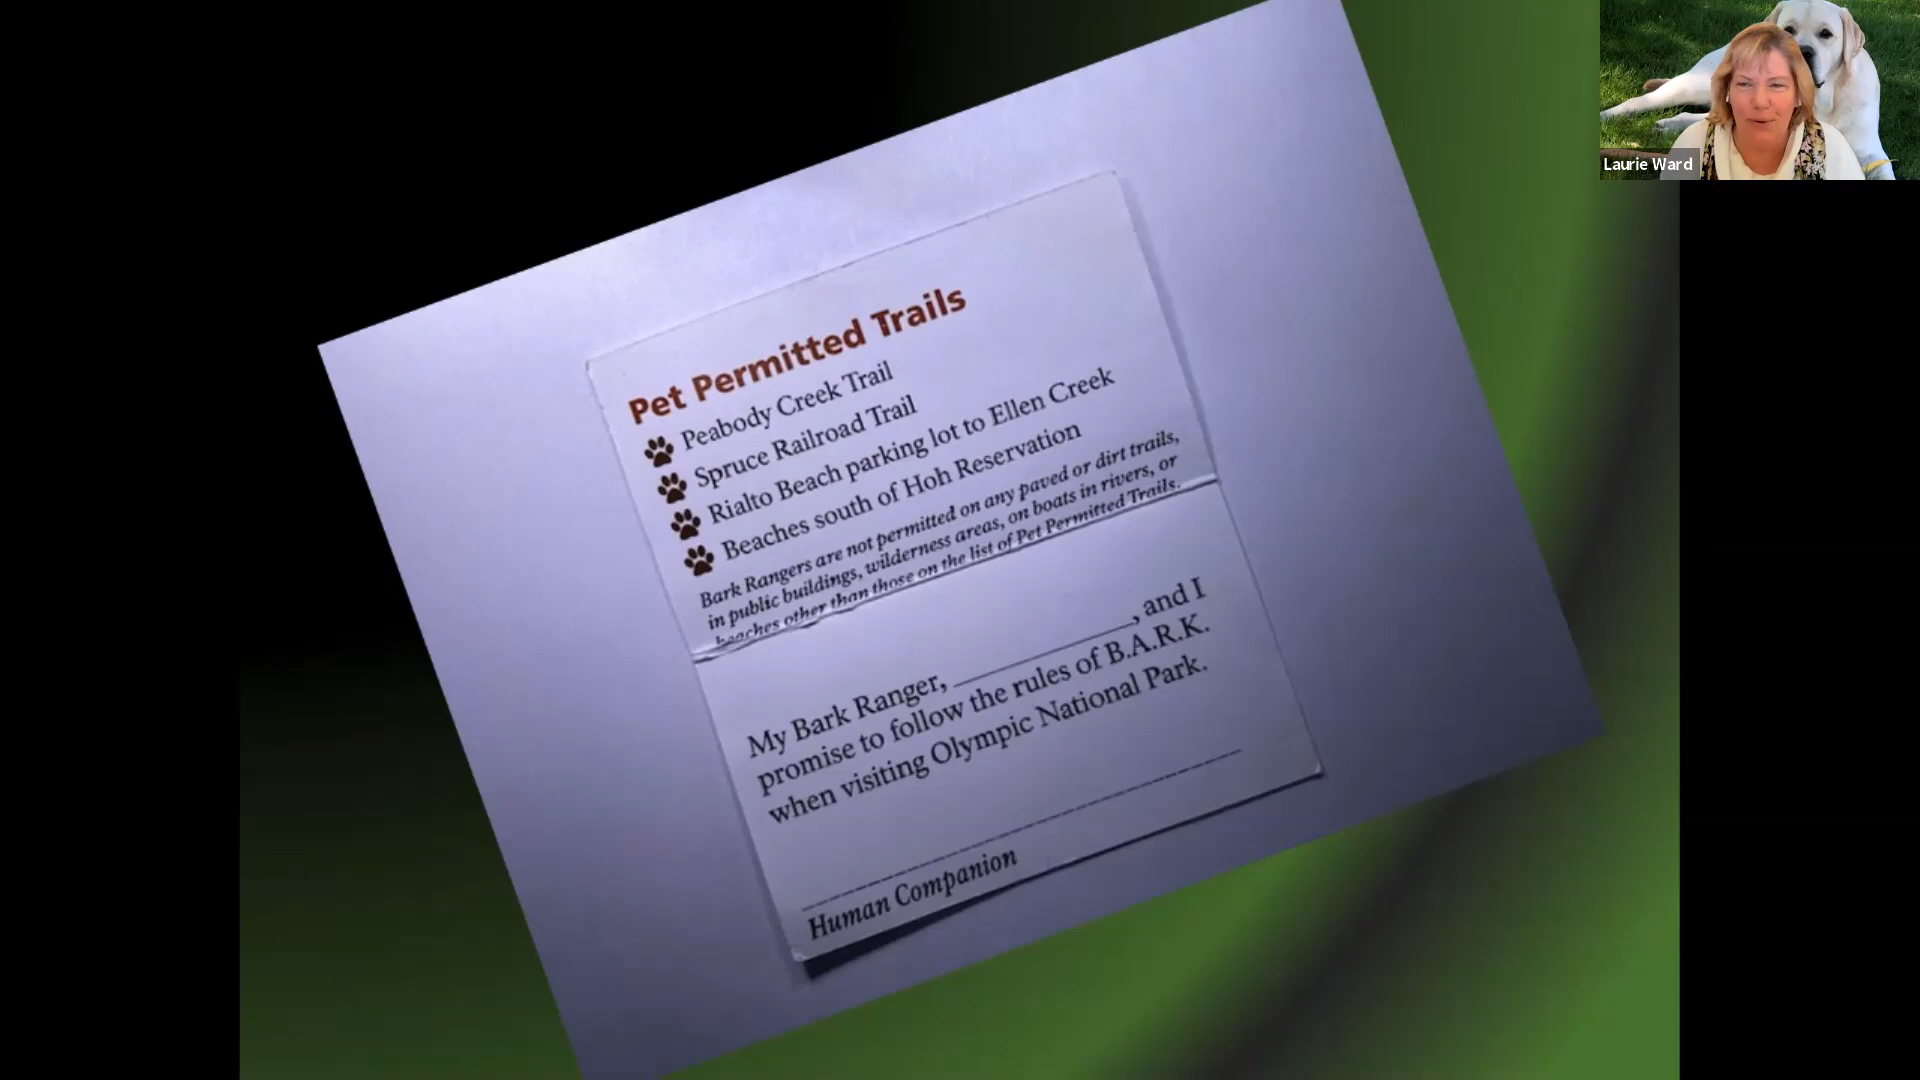 Pet Permitted Trails
Peabody Creek Trail
Spruce Railroad Trail
Rialto Beach parking lot to Ellen Creek
Beaches south of Hoh Reservation
Bark Rangers are not permitted on any paved or dirt trails,
in public buildings, wilderness areas, on boats in rivers, or
beaches other than those on the list of Pet Permitted Trails.
My Bark Ranger, ____________, and I
promise to follow the rules of B.A.R.K.
when visiting Olympic National Park.
Human Companion
Laurie Ward